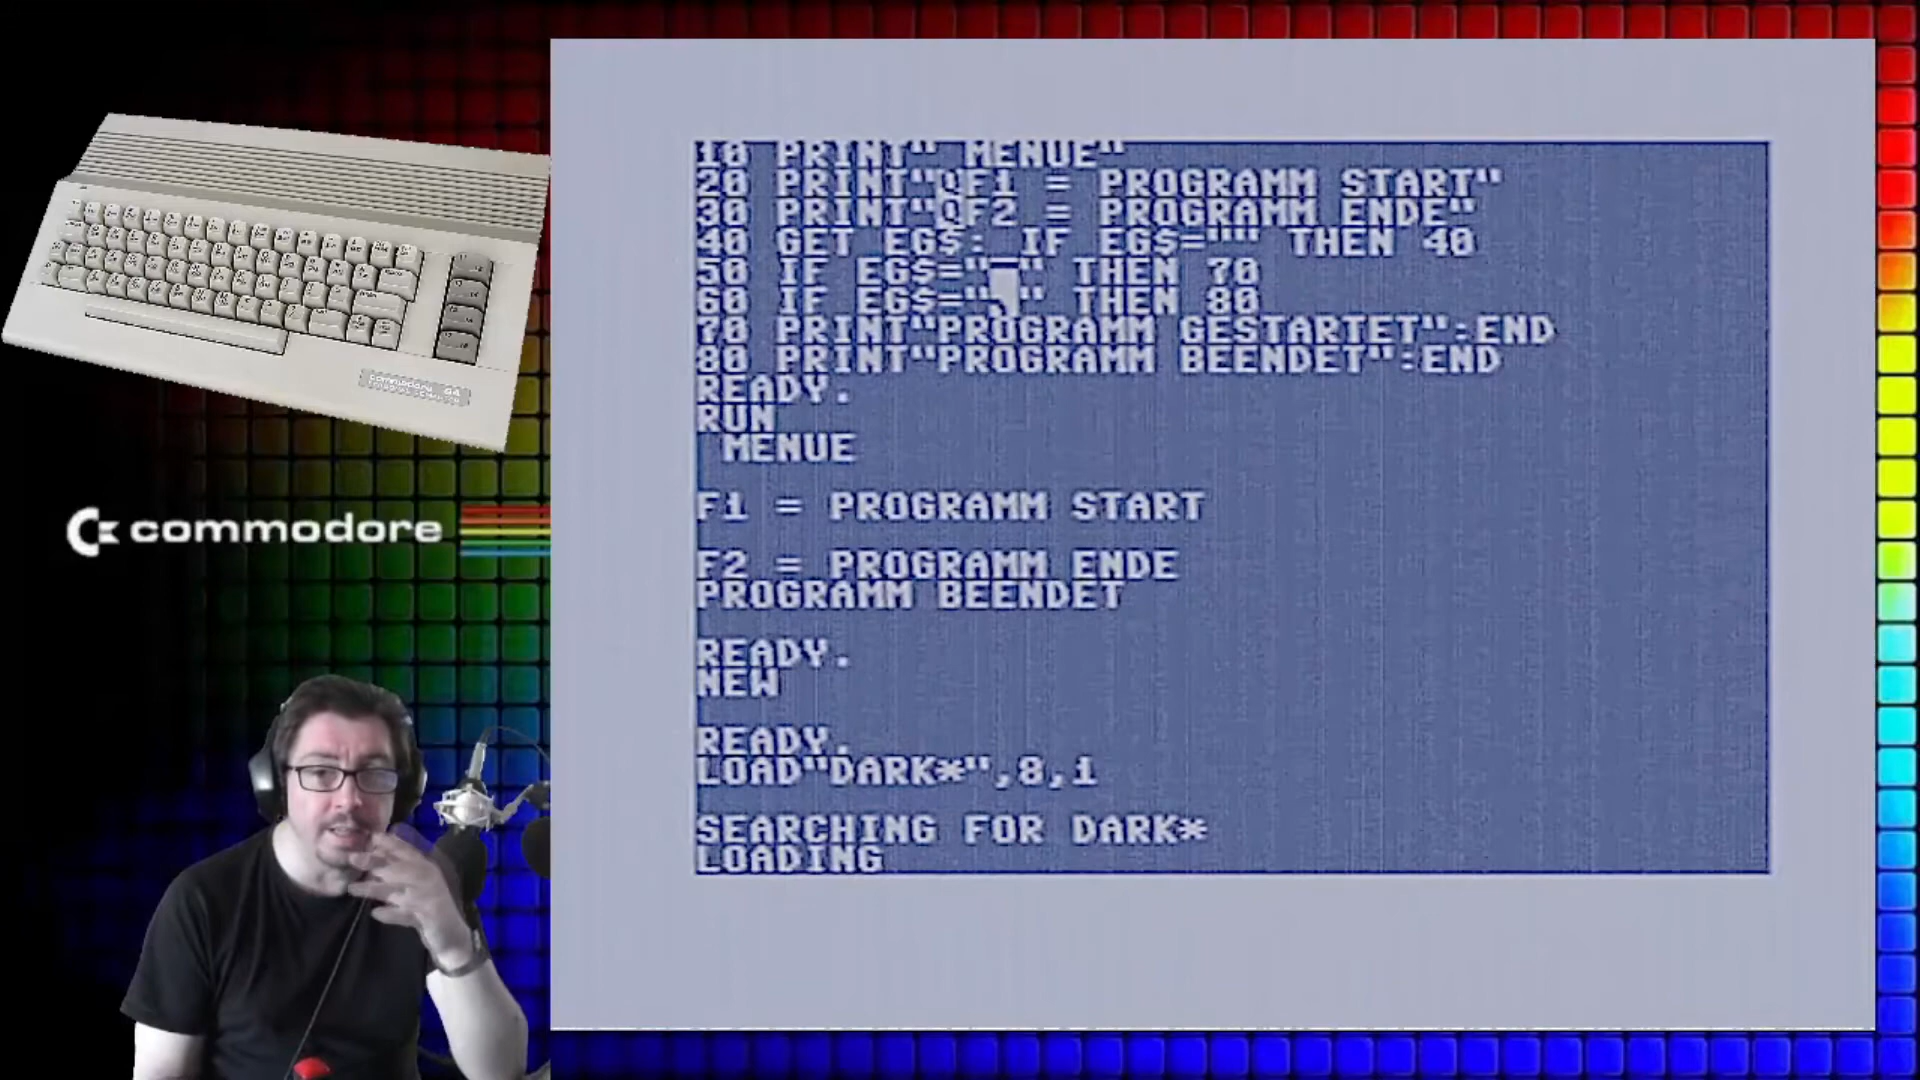 10 PRINT" MENUE"
20 PRINT"QF1 = PROGRAMM START"
30 PRINT"QF2 = PROGRAMM ENDE"
40 GET EG$: IF EG$="" THEN 40
50 IF EG$="" THEN 70
60 IF EG$="" THEN 80
70 PRINT"PROGRAMM GESTARTET":END
80 PRINT"PROGRAMM BEENDET":END
READY.
RUN
MENUE
F1 = PROGRAMM START
F2 = PROGRAMM ENDE
PROGRAMM BEENDET
READY.
NEW
READY.
LOAD"DARK*",8,1
SEARCHING FOR DARK*
LOADING
commodore
commodore 64